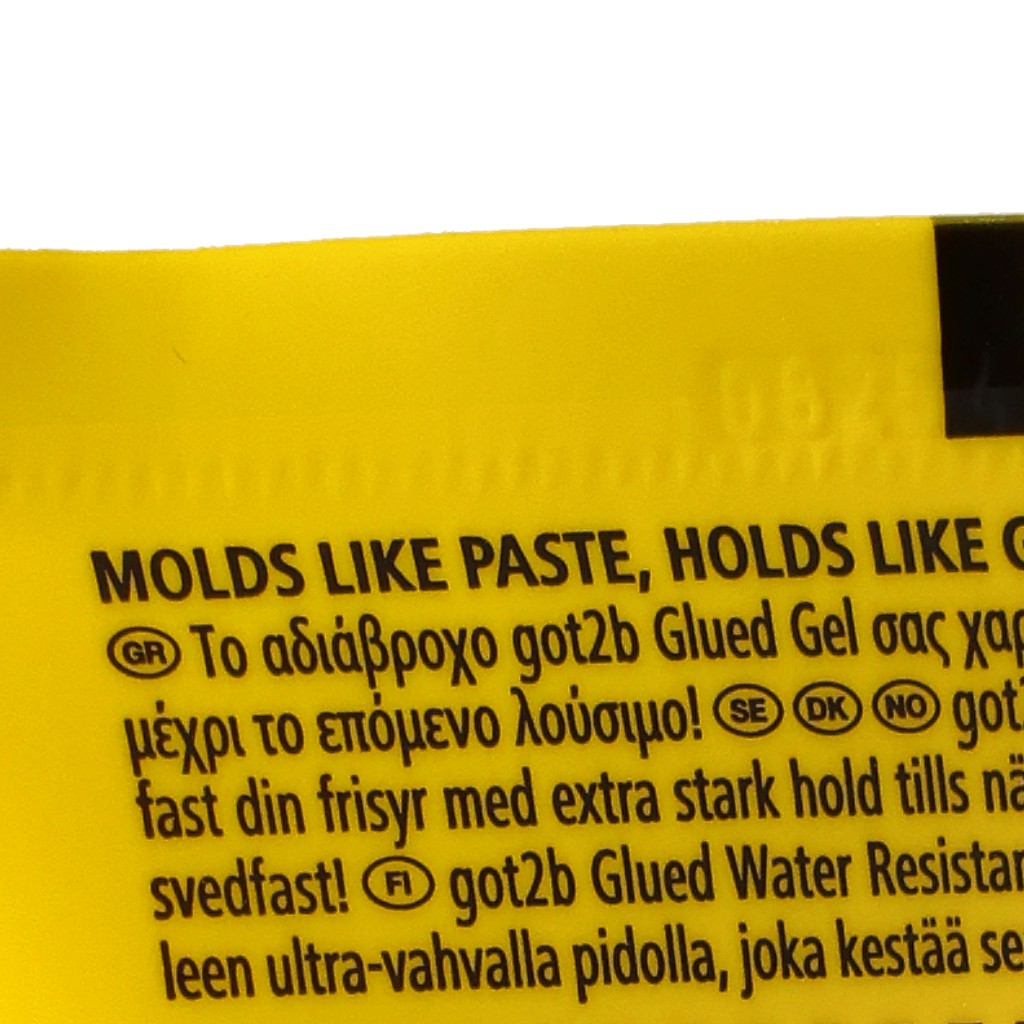 MOLDS LIKE PASTE, HOLDS LIKE
GR Το αδιάβροχο got2b Glued Gel σας
μέχρι το επόμενο λούσιμο! SE DK NO
fast din frisyr med extra stark hold tills
svedfast! FI got2b Glued Water
leen ultra-vahvalla pidolla, joka kestää